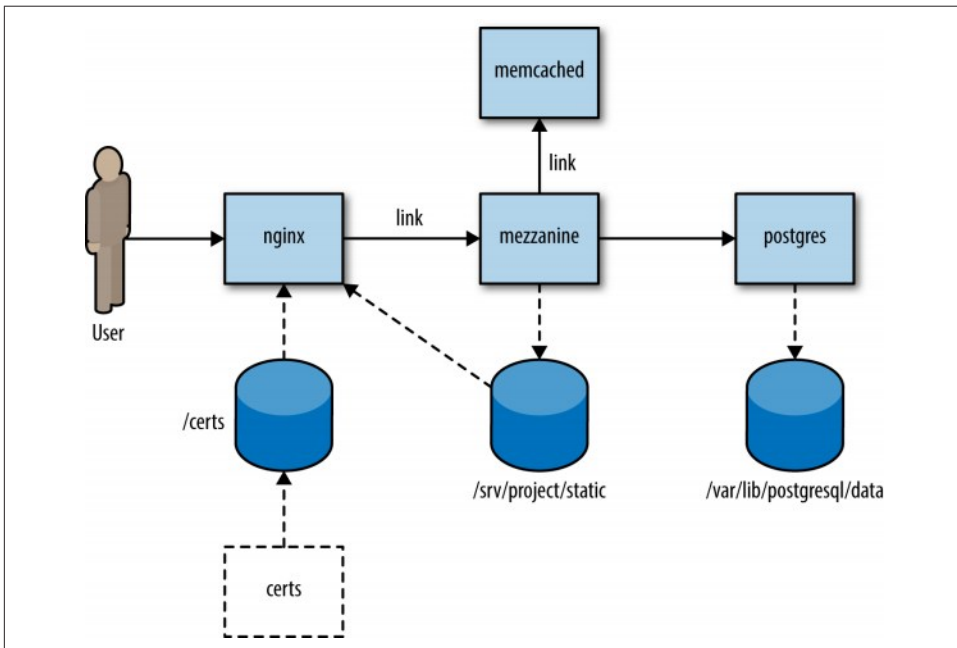 memcached
link
nginx
link
mezzanine
postgres
User
/certs
/srv/project/static
/var/lib/postgresql/data
certs